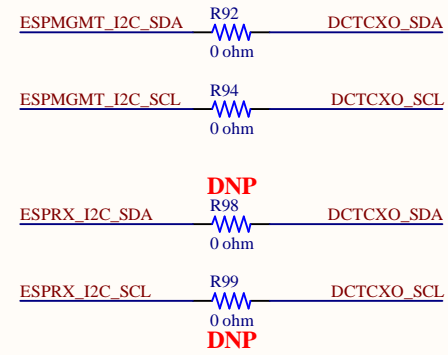 ESPMGMT_I2C_SDA R92 DCTCXO_SDA
0 ohm
ESPMGMT_I2C_SCL R94 DCTCXO_SCL
0 ohm
DNP
ESPRX_I2C_SDA R98 DCTCXO_SDA
0 ohm
ESPRX_I2C_SCL R99 DCTCXO_SCL
0 ohm
DNP